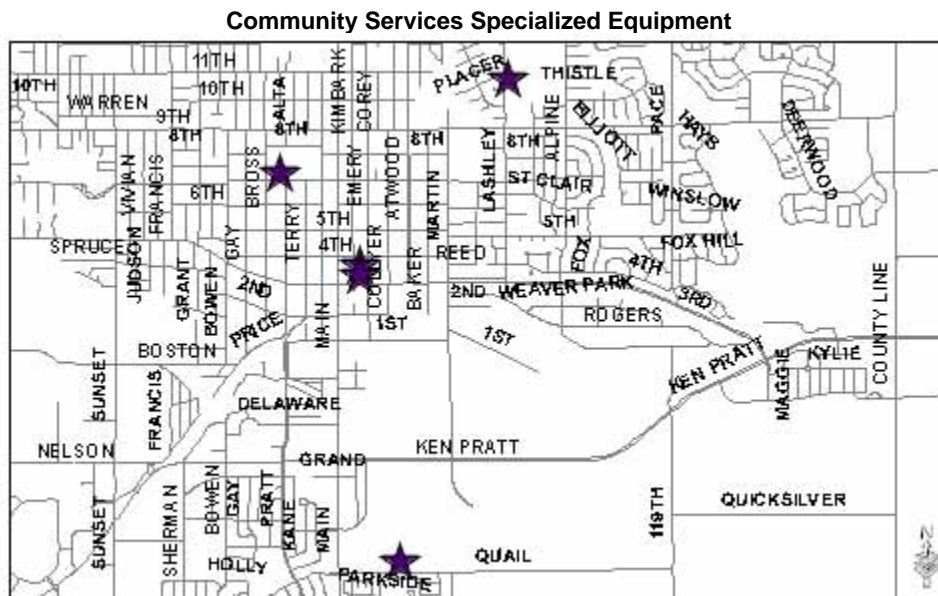 Community Services Specialized Equipment
11TH
KIMBARK
PLACER
THISTLE
10TH
10TH
WARREN
COREY
9TH
8TH
8TH
8TH
8TH
ALPINE
ELLIOTT
PACE
HAYS
DEERWOOD
VIVIAN
FRANCIS
BROSS
6TH
EMERY
ATWOOD
MARTIN
LASHLEY
ST CLAIR
WINSLOW
5TH
5TH
SPRUCE
JUDSON
GAY
TERRY
4TH
REED
FOX
FOX HILL
4TH
GRANT
BOWEN
2ND
BAKER
2ND
WEAVER PARK
3RD
COUNTY LINE
PRICE
MAIN
1ST
1ST
ROGERS
BOSTON
KEN PRATT
MAGGIE
KYLIE
SUNSET
FRANCIS
DELAWARE
NELSON
GRAND
KEN PRATT
SUNSET
SHERMAN
BOWEN
GAY
PRATT
KANE
MAIN
119TH
QUICKSILVER
HOLLY
PARKSIDE
QUAIL